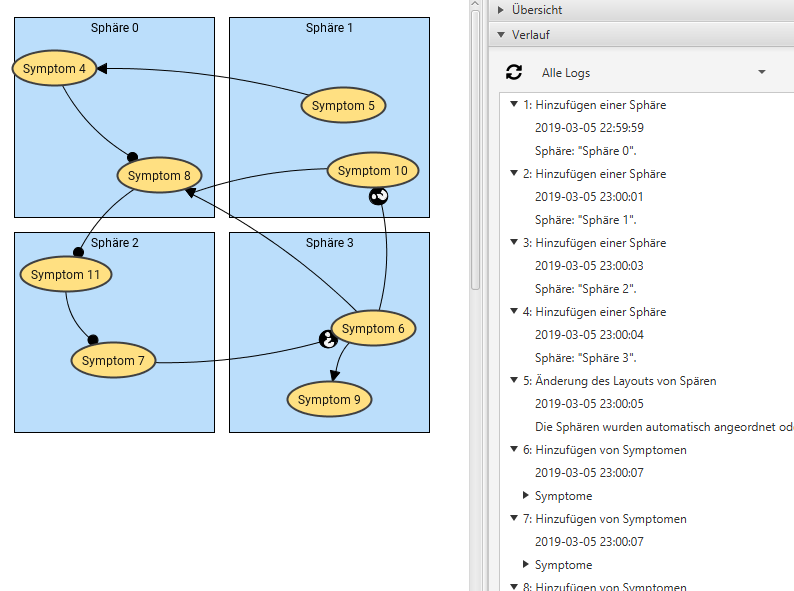 Sphäre 0
Sphäre 1
Symptom 4
Symptom 5
Symptom 8
Symptom 10
Sphäre 2
Sphäre 3
Symptom 11
Symptom 6
Symptom 7
Symptom 9
Übersicht
Verlauf
Alle Logs
1: Hinzufügen einer Sphäre
2019-03-05 22:59:59
Sphäre: "Sphäre 0".
2: Hinzufügen einer Sphäre
2019-03-05 23:00:01
Sphäre: "Sphäre 1".
3: Hinzufügen einer Sphäre
2019-03-05 23:00:03
Sphäre: "Sphäre 2".
4: Hinzufügen einer Sphäre
2019-03-05 23:00:04
Sphäre: "Sphäre 3".
5: Änderung des Layouts von Spären
2019-03-05 23:00:05
Die Sphären wurden automatisch angeordnet od
6: Hinzufügen von Symptomen
2019-03-05 23:00:07
Symptome
7: Hinzufügen von Symptomen
2019-03-05 23:00:07
Symptome
8: Hinzufügen von Symptomen